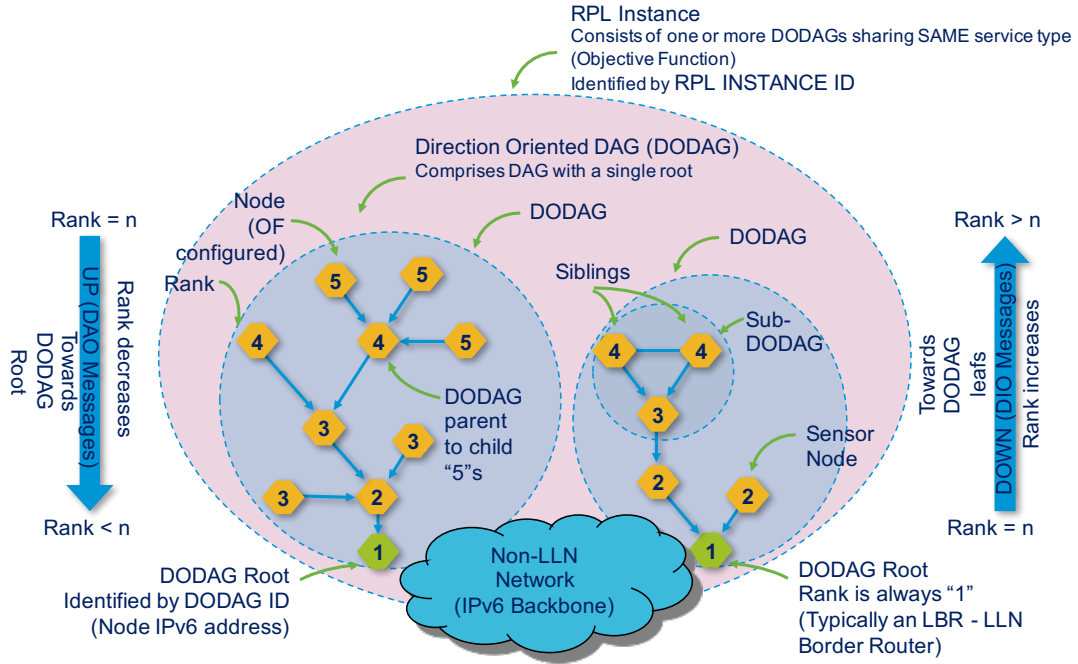 RPL Instance
Consists of one or more DODAGs sharing SAME service type
(Objective Function)
Identified by RPL INSTANCE ID
Direction Oriented DAG (DODAG)
Comprises DAG with a single root
Node
(OF
configured)
DODAG
DODAG
Rank = n
Rank > n
Siblings
Rank
5
5
4
4
5
Sub-
DODAG
4
4
UP (DAO Messages)
Towards
DODAG
Root
Rank decreases
Towards
DODAG
leafs
DOWN (DIO Messages)
Rank increases
DODAG
parent
to child
“5”s
3
3
3
2
3
Sensor
Node
2
2
Rank < n
Rank = n
1
1
Non-LLN
Network
(IPv6 Backbone)
DODAG Root
Identified by DODAG ID
(Node IPv6 address)
DODAG Root
Rank is always “1”
(Typically an LBR - LLN
Border Router)